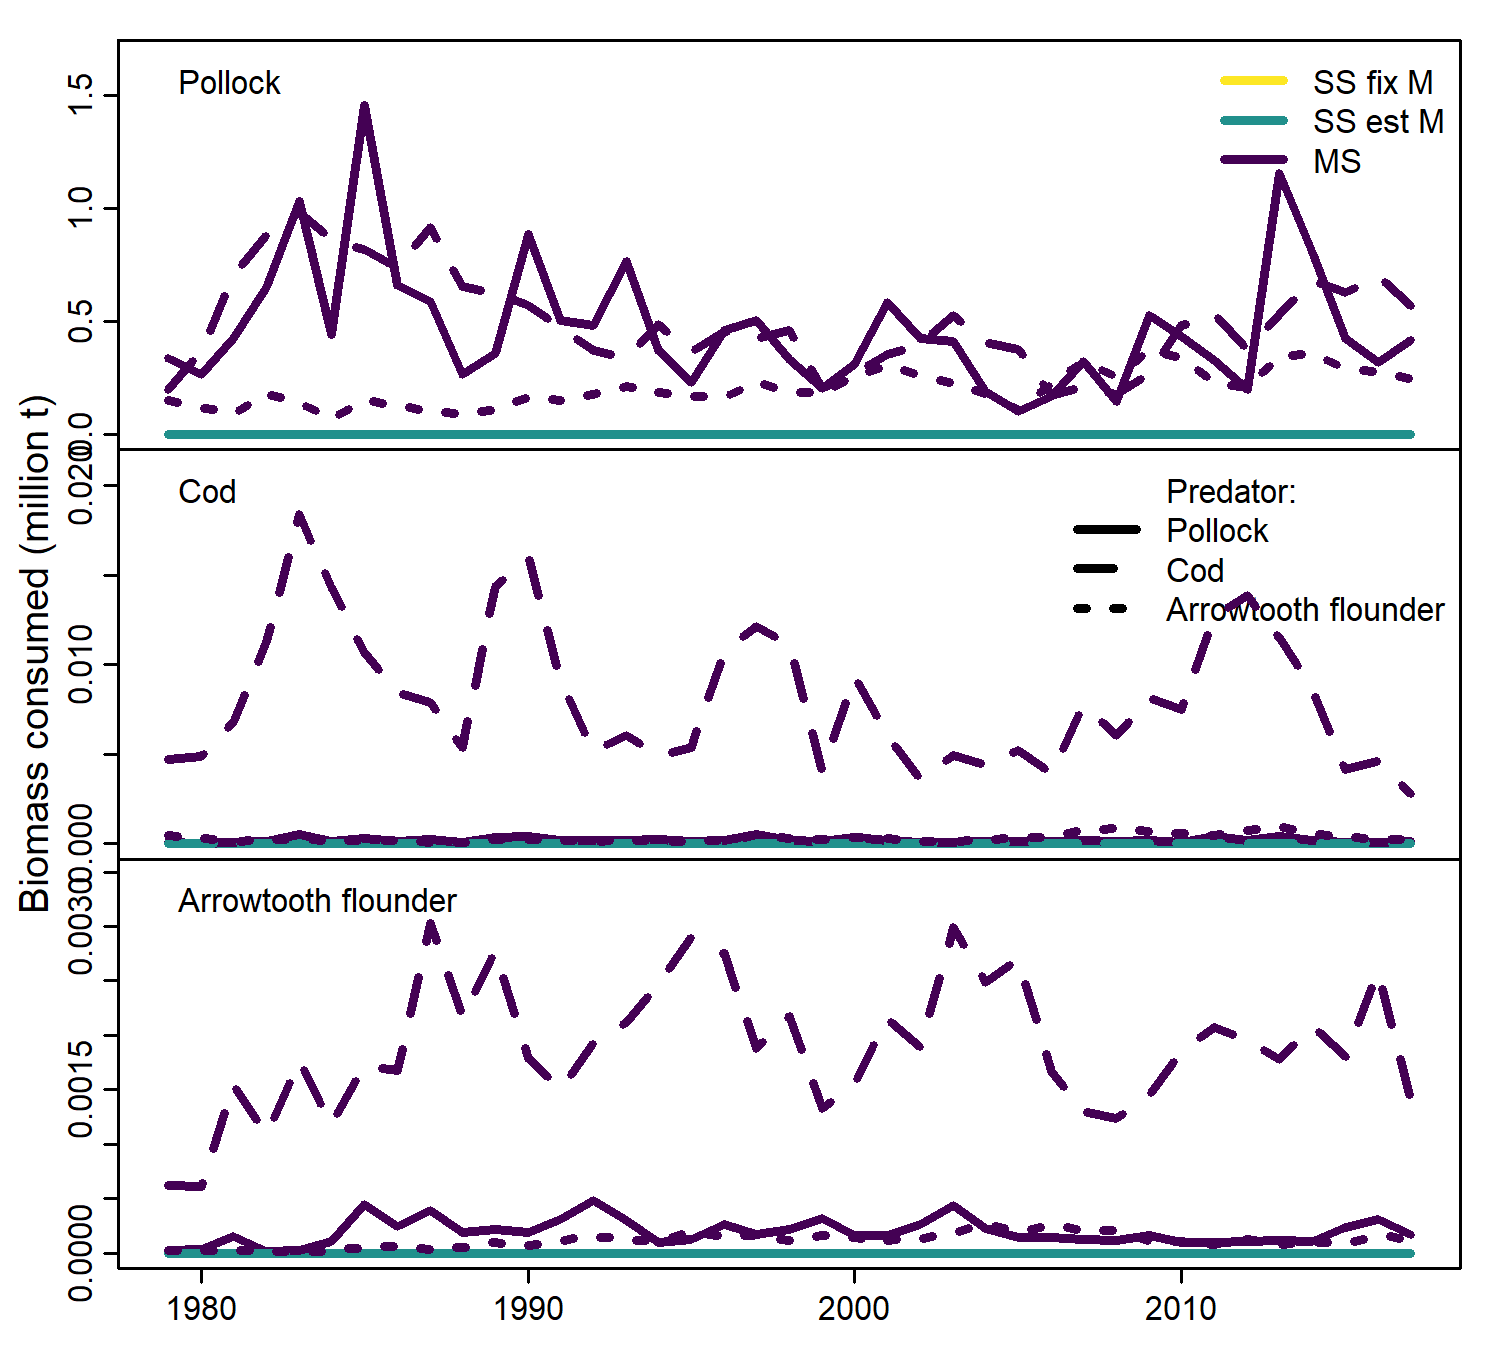 Biomass consumed (million t)
Pollock
1.5
1.0
0.5
0.0
SS fix M
SS est M
MS
Cod
0.020
0.010
0.000
Predator:
Pollock
Cod
Arrowtooth flounder
Arrowtooth flounder
0.0030
0.0015
0.0000
1980 1990 2000 2010